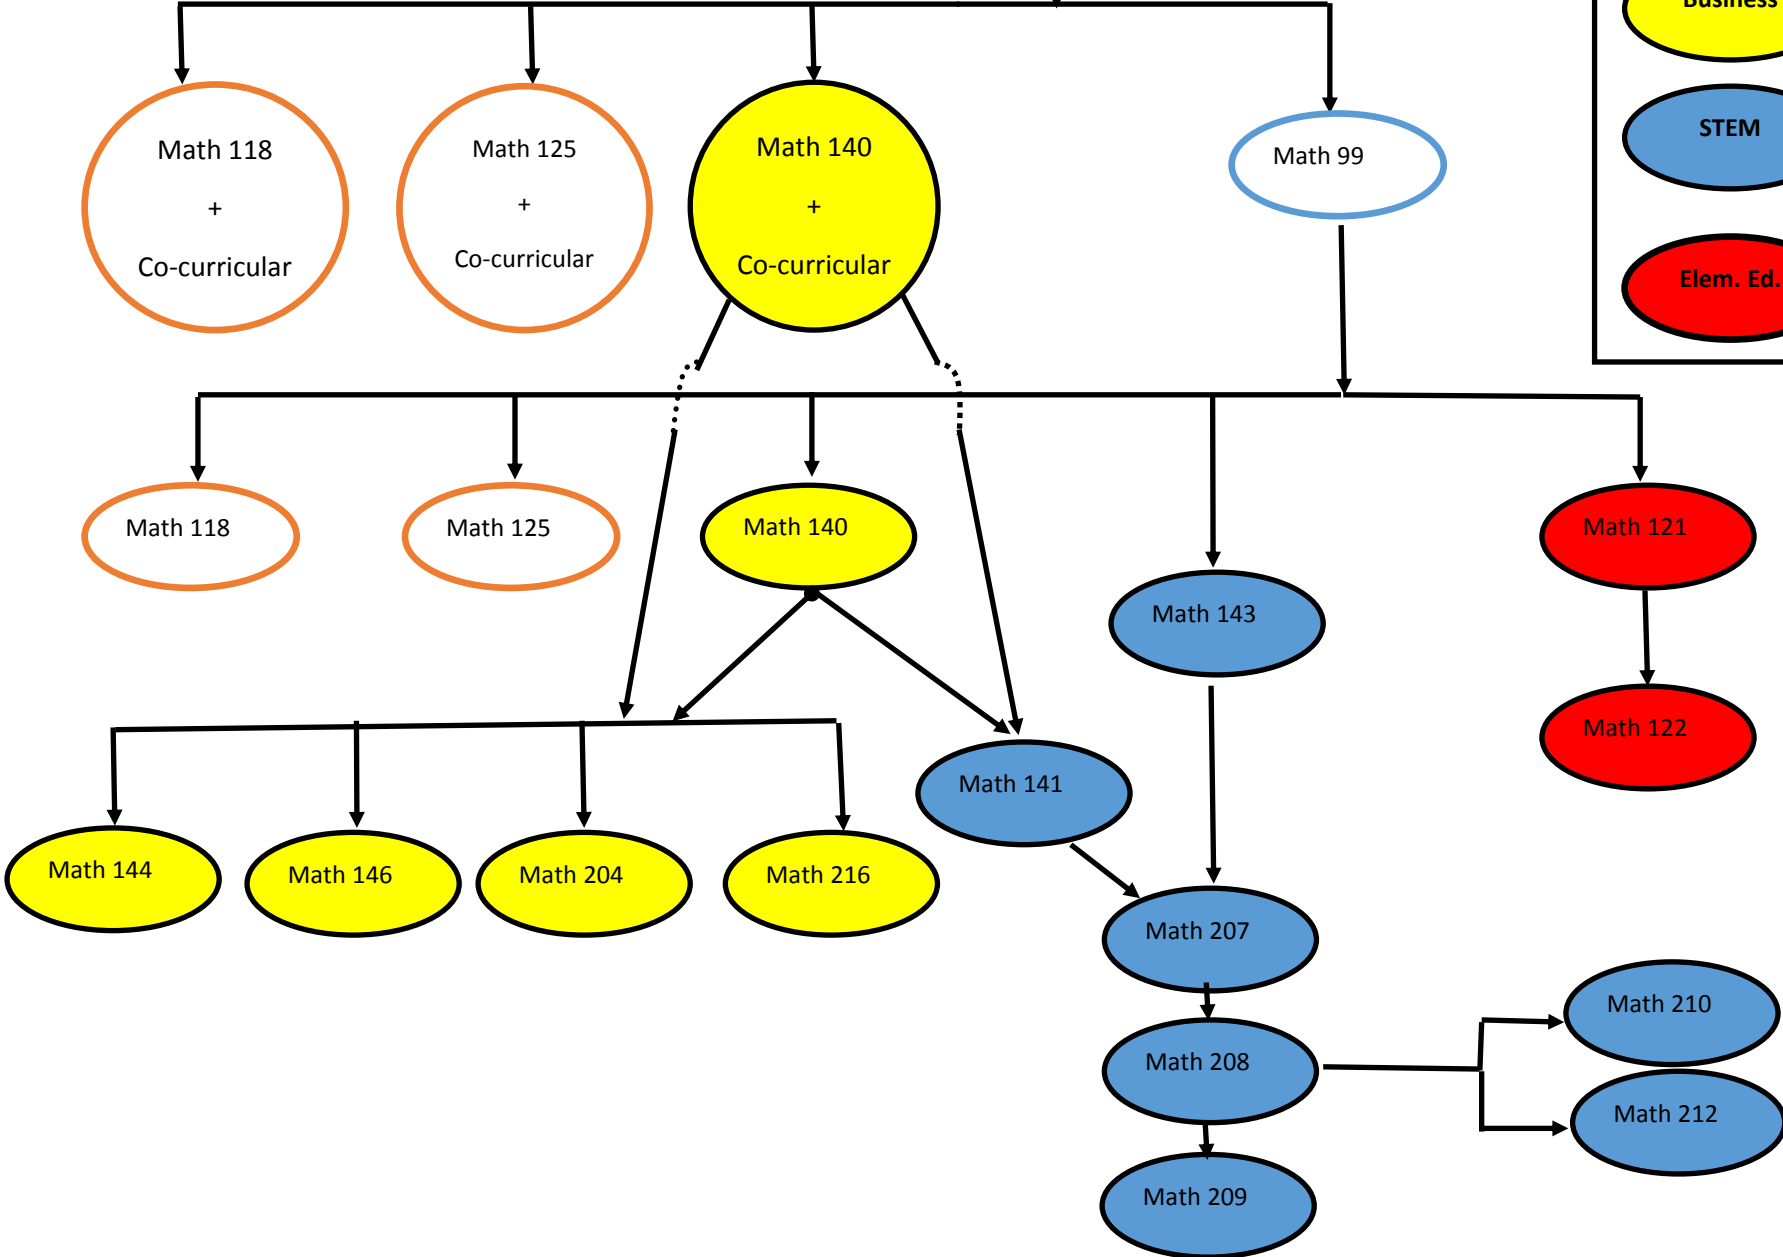 Business
STEM
Elem. Ed.
Math 118
+
Co-curricular
Math 125
+
Co-curricular
Math 140
+
Co-curricular
Math 99
Math 118
Math 125
Math 140
Math 143
Math 121
Math 122
Math 141
Math 144
Math 146
Math 204
Math 216
Math 207
Math 208
Math 209
Math 210
Math 212